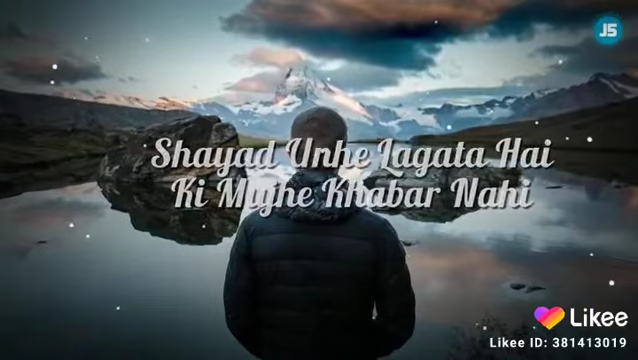 J5
Shayad Unhe Lagata Hai
Ki Mujhe Khabar Nahi
Likee
Likee ID: 381413019